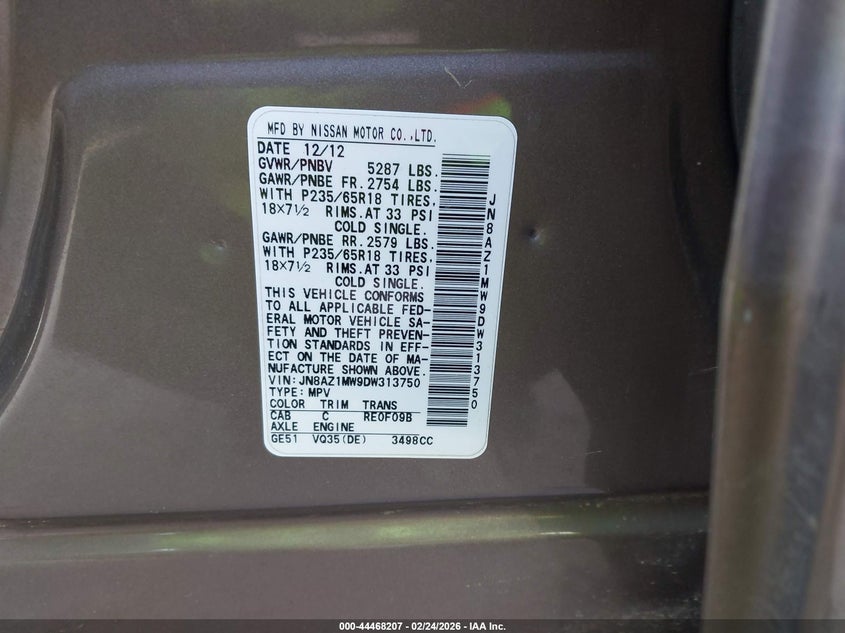 MFD BY NISSAN MOTOR CO.,LTD.
DATE 12/12
GVWR/PNBV 5287 LBS.
GAWR/PNBE FR. 2754 LBS.
WITH P235/65R18 TIRES,
18X7½ RIMS. AT 33 PSI
COLD SINGLE.
GAWR/PNBE RR. 2579 LBS.
WITH P235/65R18 TIRES,
18X7½ RIMS. AT 33 PSI
COLD SINGLE.
THIS VEHICLE CONFORMS
TO ALL APPLICABLE FED-
ERAL MOTOR VEHICLE SA-
FETY AND THEFT PREVEN-
TION STANDARDS IN EFF-
ECT ON THE DATE OF MA-
NUFACTURE SHOWN ABOVE.
VIN: JN8AZ1MW9DW313750
TYPE: MPV
COLOR TRIM TRANS
CAB C RE0F09B
AXLE ENGINE
GE51 VQ35(DE) 3498CC
JN8AZ1MW9DW313750
000-44468207 - 02/24/2026 - IAA Inc.